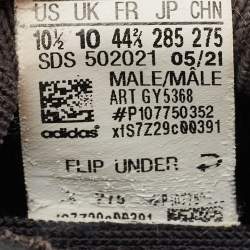 US UK FR JP CHN
10½ 10 44⅔ 285 275
SDS 502021 05/21
MALE/MÂLE
ART GY5368
#P107750352
adidas x1S7Z29c00391
FLIP UNDER